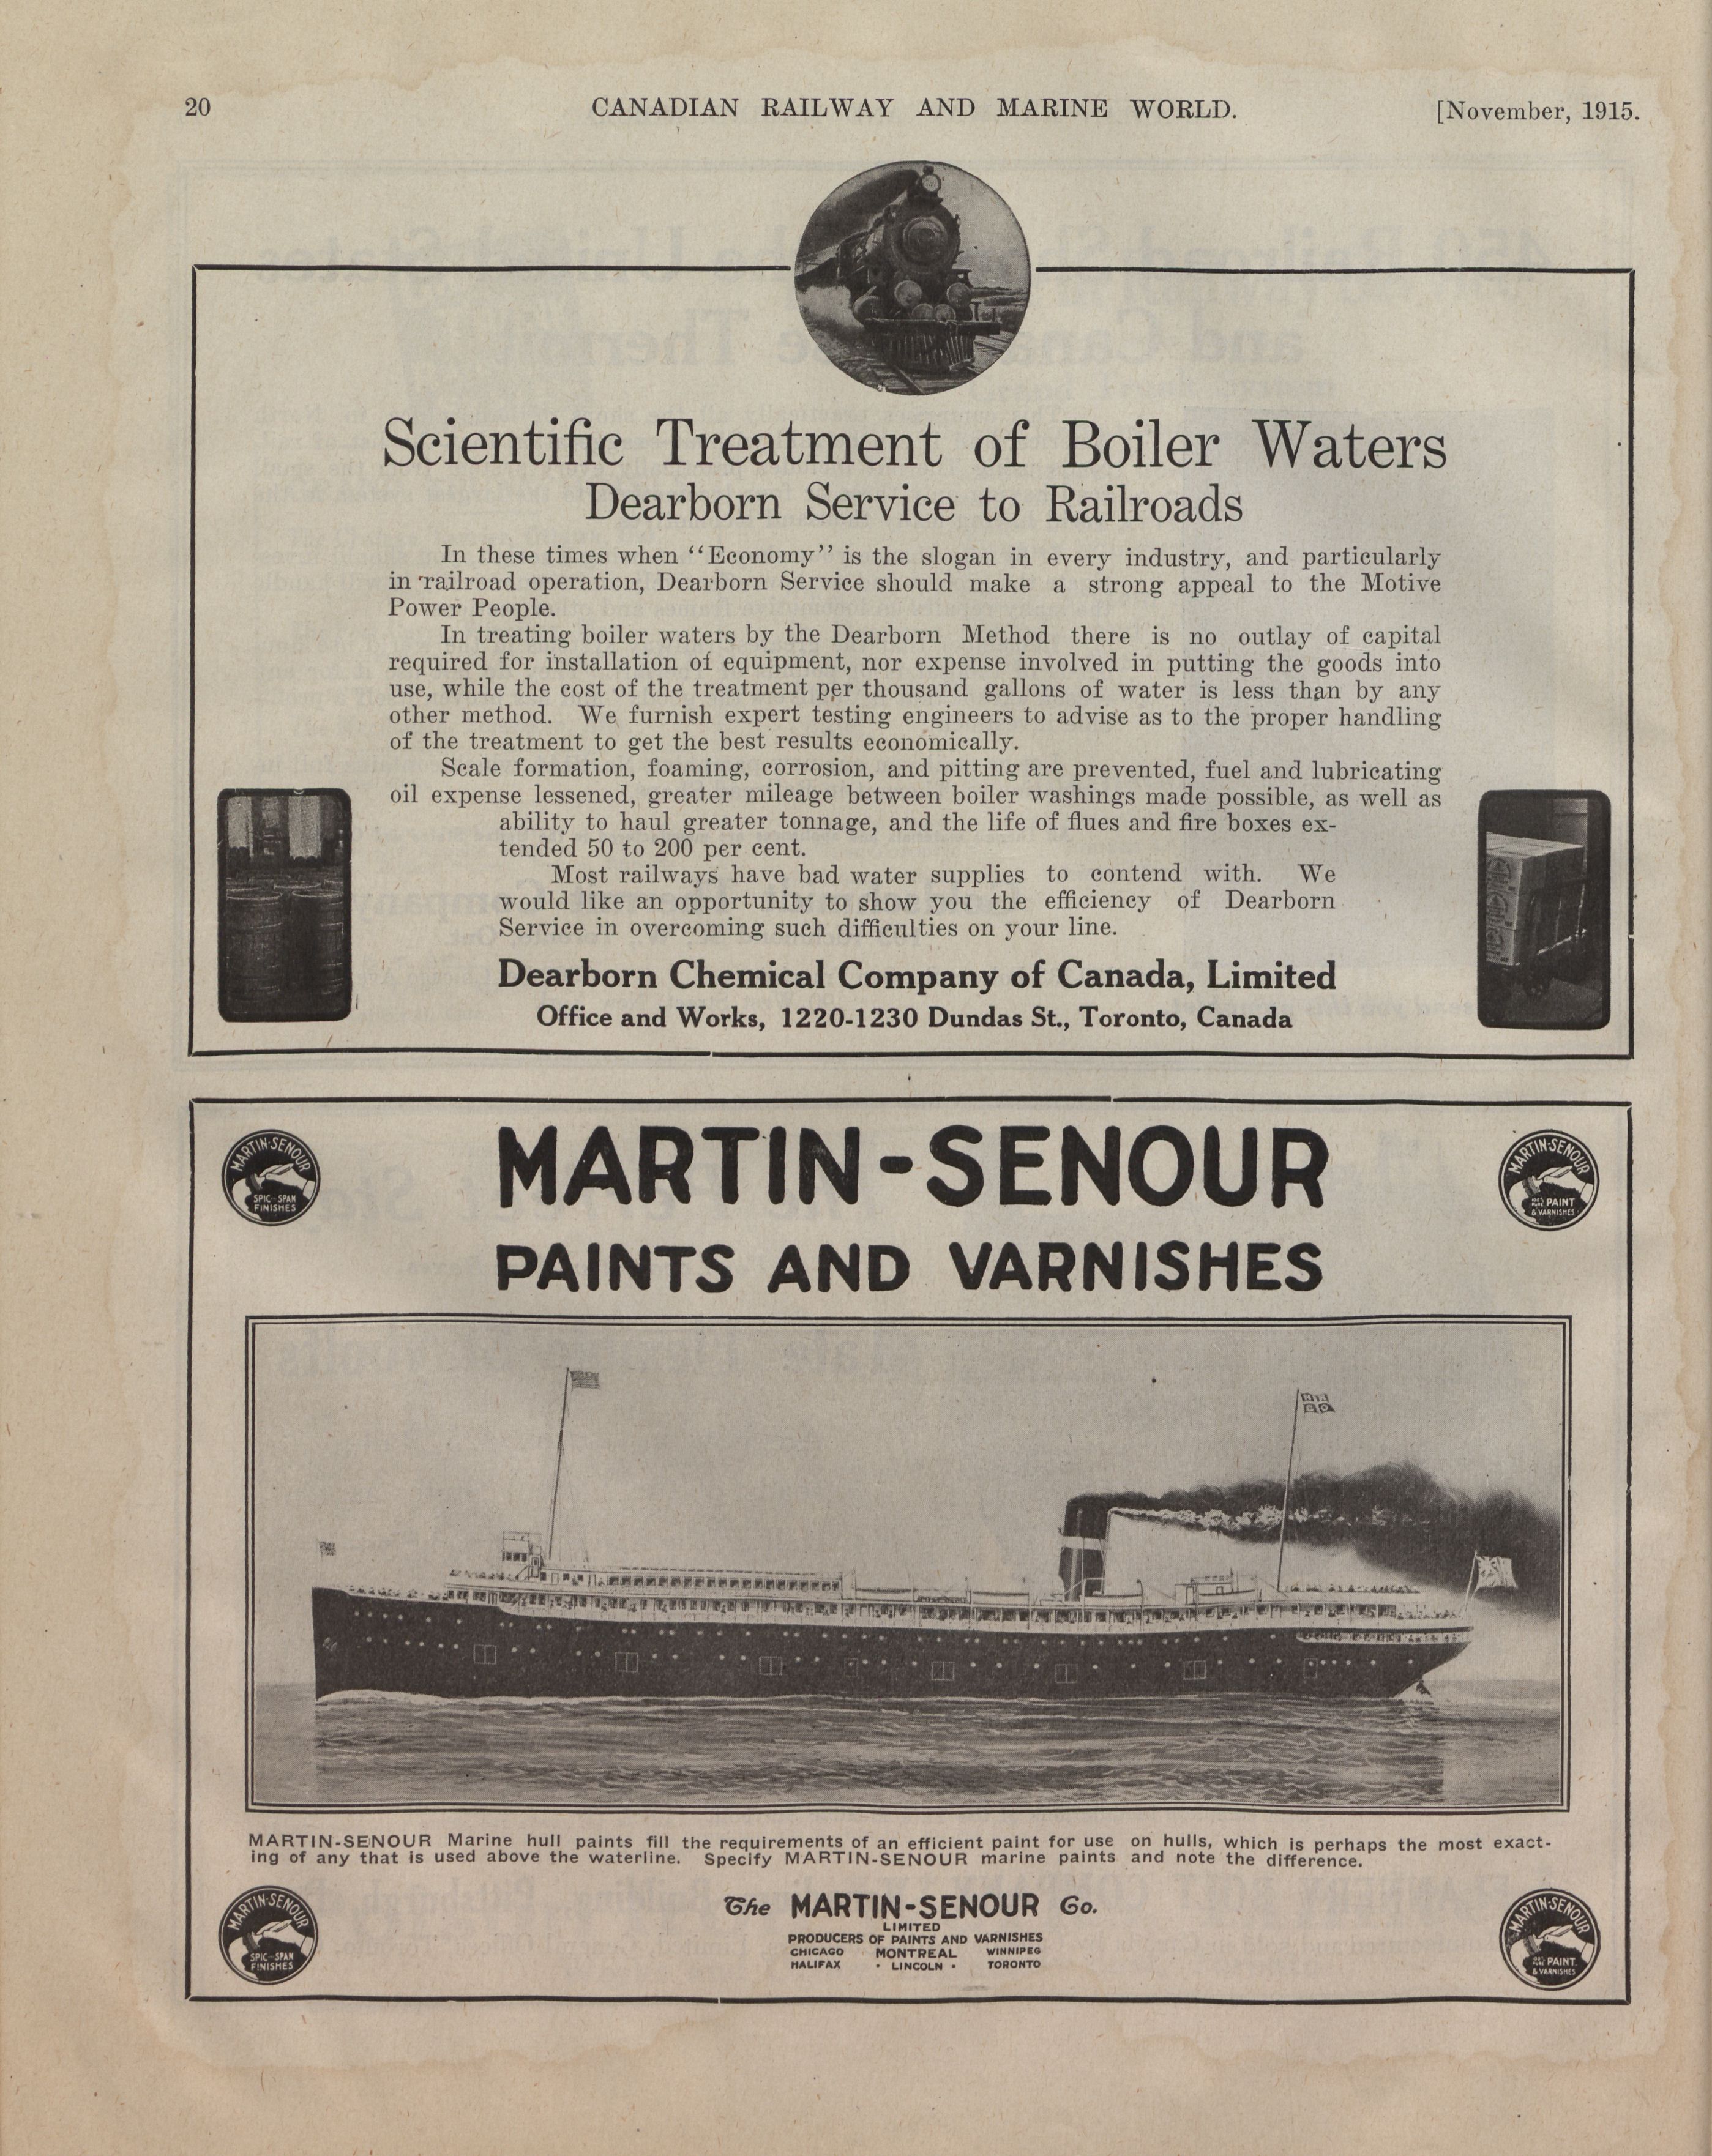 20
CANADIAN RAILWAY AND MARINE WORLD.
[November, 1915.
Scientific Treatment of Boiler Waters
Dearborn Service to Railroads
In these times when ‘‘Economy’’ is the slogan in every industry, and particularly
in railroad operation, Dearborn Service should make a strong appeal to the Motive
Power People.
In treating boiler waters by the Dearborn Method there is no outlay of capital
required for installation of equipment, nor expense involved in putting the goods into
use, while the cost of the treatment per thousand gallons of water is less than by any
other method. We furnish expert testing engineers to advise as to the proper handling
of the treatment to get the best results economically.
Scale formation, foaming, corrosion, and pitting are prevented, fuel and lubricating
oil expense lessened, greater mileage between boiler washings made possible, as well as
ability to haul greater tonnage, and the life of flues and fire boxes ex-
tended 50 to 200 per cent.
Most railways have bad water supplies to contend with. We
would like an opportunity to show you the efficiency of Dearborn
Service in overcoming such difficulties on your line.
Dearborn Chemical Company of Canada, Limited
Office and Works, 1220-1230 Dundas St., Toronto, Canada
MARTIN-SENOUR
SPIC-SPAN
FINISHES
MARTIN-SENOUR
PAINTS AND VARNISHES
MARTIN-SENOUR
PAINT
& VARNISHES
MARTIN-SENOUR Marine hull paints fill the requirements of an efficient paint for use on hulls, which is perhaps the most exact-
ing of any that is used above the waterline. Specify MARTIN-SENOUR marine paints and note the difference.
MARTIN-SENOUR
SPIC-SPAN
FINISHES
The MARTIN-SENOUR Co.
LIMITED
PRODUCERS OF PAINTS AND VARNISHES
CHICAGO MONTREAL WINNIPEG
HALIFAX · LINCOLN · TORONTO
MARTIN-SENOUR
PAINT
& VARNISHES